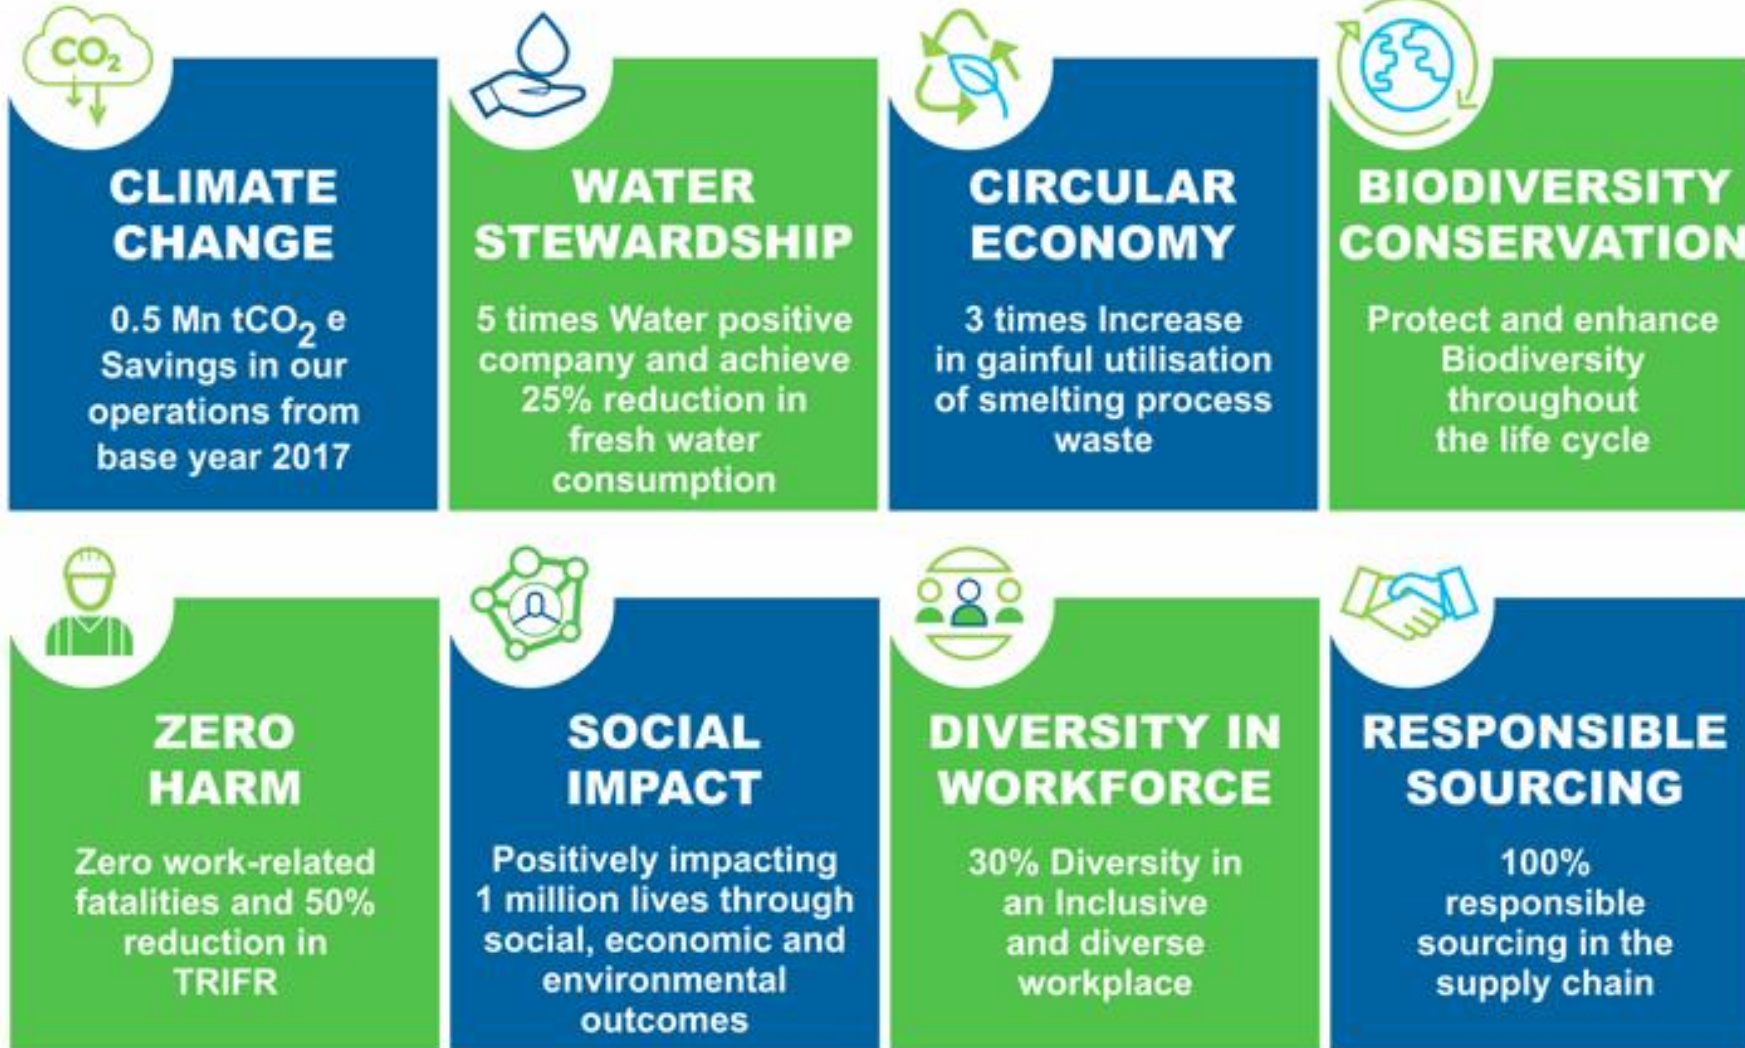 CO2
CLIMATE
CHANGE
0.5 Mn tCO2 e
Savings in our
operations from
base year 2017
WATER
STEWARDSHIP
5 times Water positive
company and achieve
25% reduction in
fresh water
consumption
CIRCULAR
ECONOMY
3 times Increase
in gainful utilisation
of smelting process
waste
BIODIVERSITY
CONSERVATION
Protect and enhance
Biodiversity
throughout
the life cycle
ZERO
HARM
Zero work-related
fatalities and 50%
reduction in
TRIFR
SOCIAL
IMPACT
Positively impacting
1 million lives through
social, economic and
environmental
outcomes
DIVERSITY IN
WORKFORCE
30% Diversity in
an Inclusive
and diverse
workplace
RESPONSIBLE
SOURCING
100%
responsible
sourcing in the
supply chain